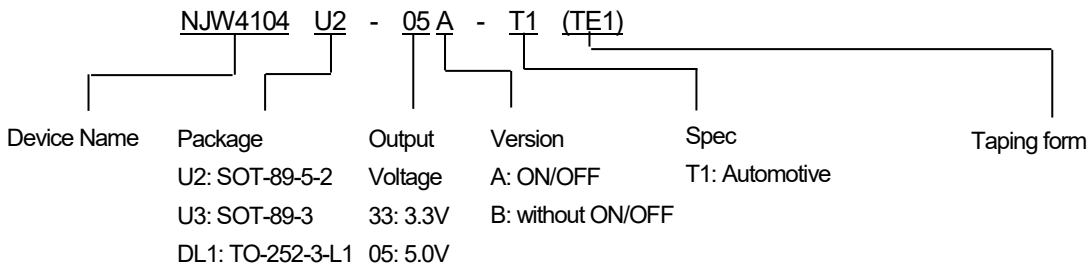 NJW4104 U2 - 05 A - T1 (TE1)
Device Name Package Output Version Spec Taping form
U2: SOT-89-5-2 Voltage A: ON/OFF T1: Automotive
U3: SOT-89-3 33: 3.3V B: without ON/OFF
DL1: TO-252-3-L1 05: 5.0V